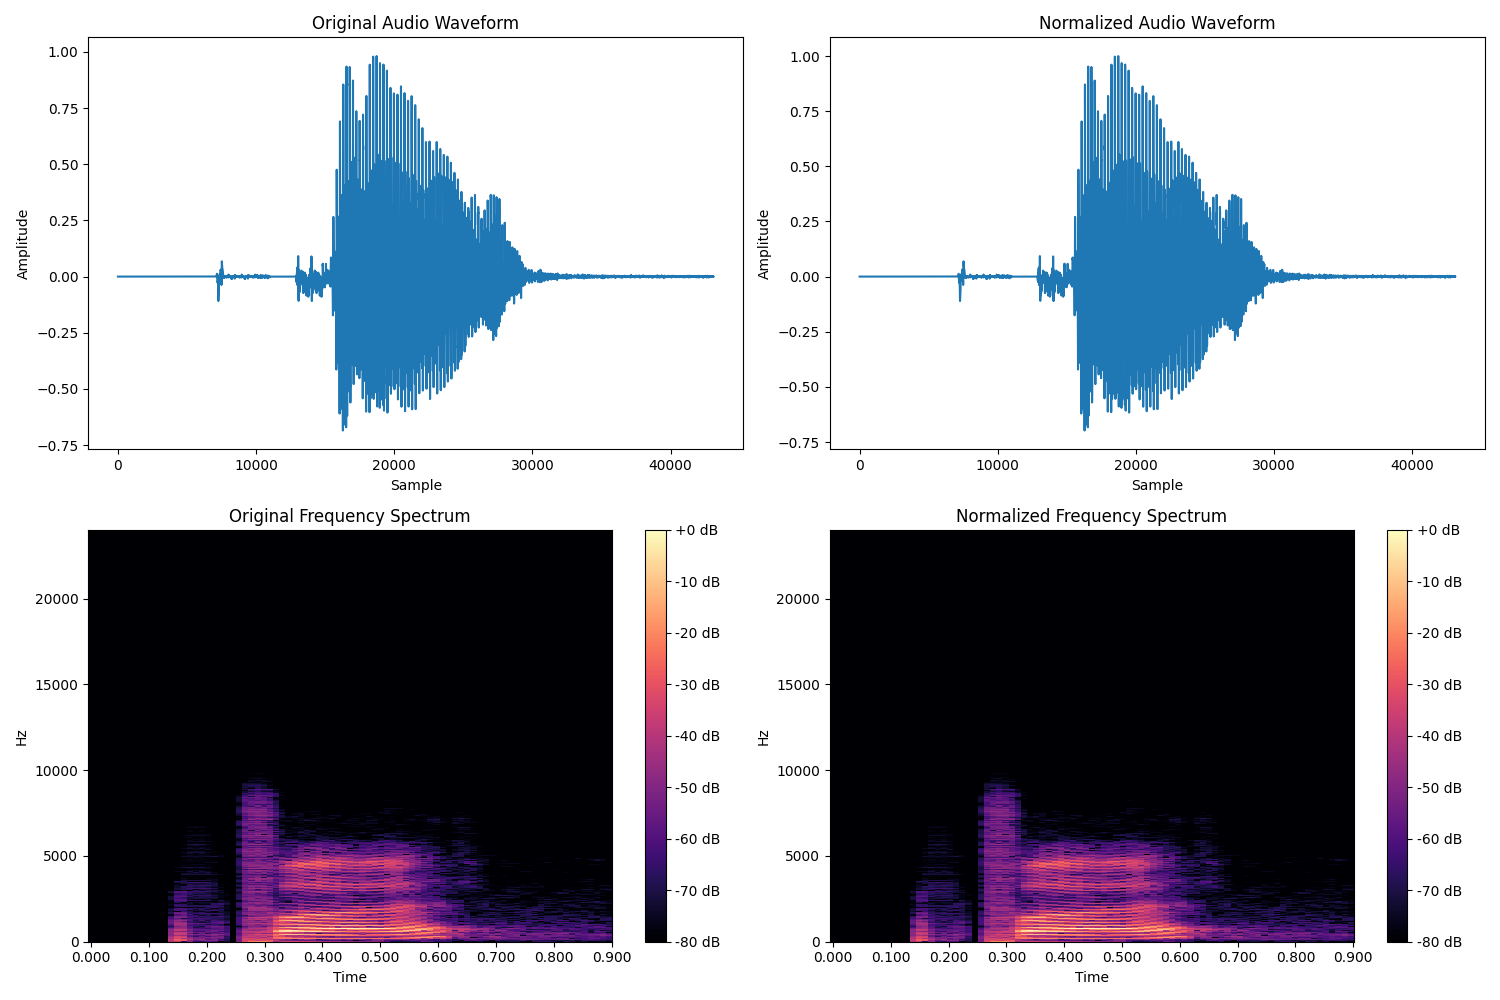 Original Audio Waveform
Amplitude
1.00
0.75
0.50
0.25
0.00
−0.25
−0.50
−0.75
0 10000 20000 30000 40000
Sample
Normalized Audio Waveform
Amplitude
1.00
0.75
0.50
0.25
0.00
−0.25
−0.50
−0.75
0 10000 20000 30000 40000
Sample
Original Frequency Spectrum
Hz
20000
15000
10000
5000
0
0.000 0.100 0.200 0.300 0.400 0.500 0.600 0.700 0.800 0.900
Time
+0 dB
-10 dB
-20 dB
-30 dB
-40 dB
-50 dB
-60 dB
-70 dB
-80 dB
Normalized Frequency Spectrum
Hz
20000
15000
10000
5000
0
0.000 0.100 0.200 0.300 0.400 0.500 0.600 0.700 0.800 0.900
Time
+0 dB
-10 dB
-20 dB
-30 dB
-40 dB
-50 dB
-60 dB
-70 dB
-80 dB